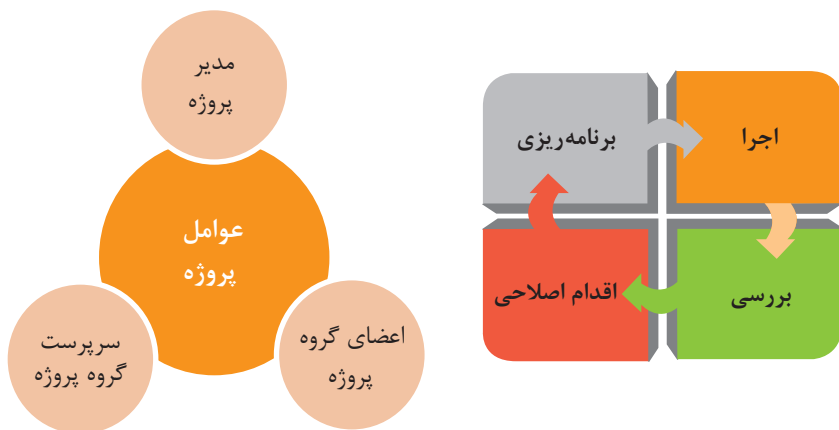 مدیر
پروژه
عوامل
پروژه
سرپرست
گروه پروژه
اعضای گروه
پروژه
برنامه‌ریزی
اجرا
بررسی
اقدام اصلاحی